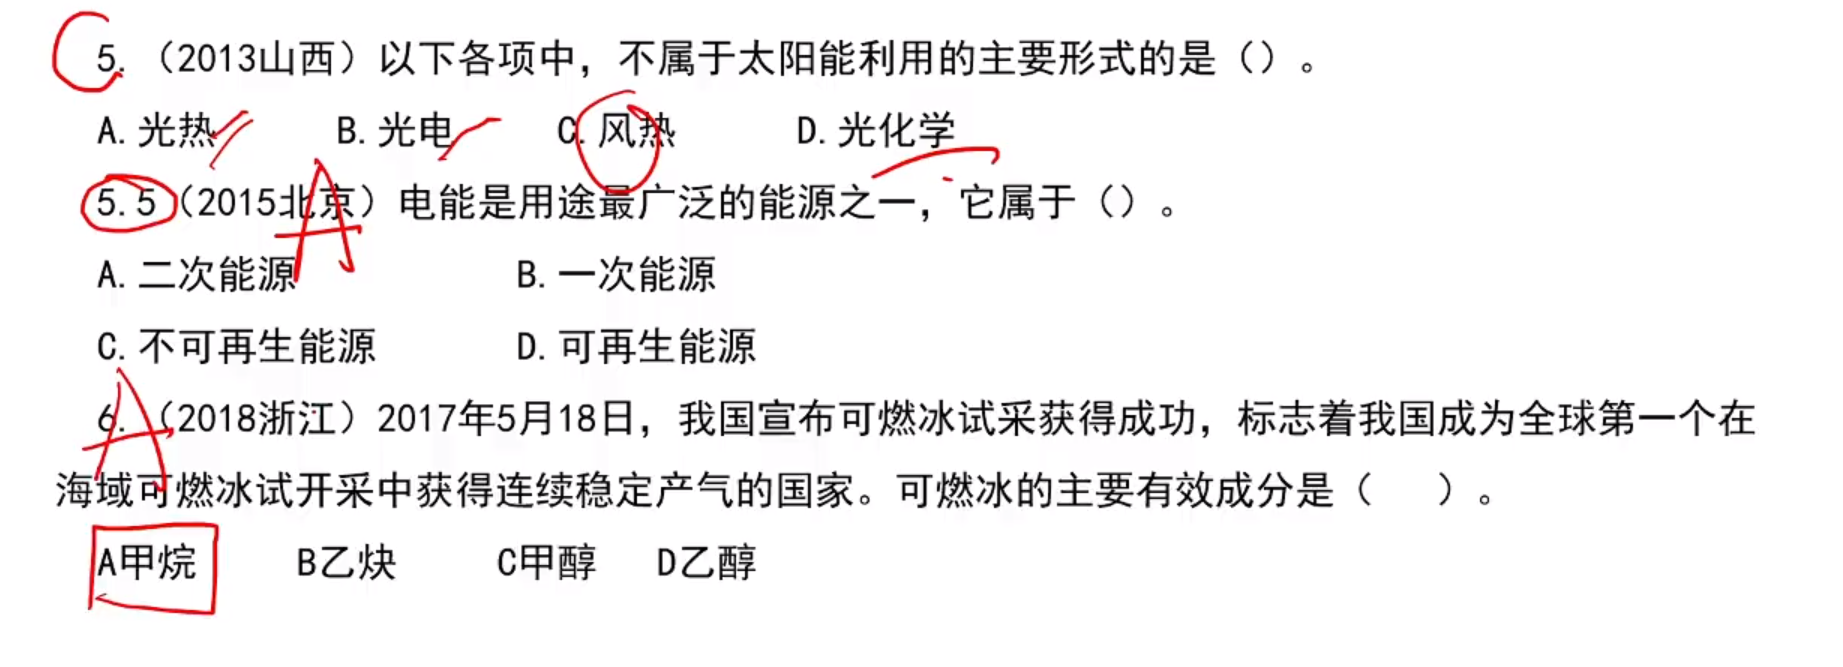 5.（2013山西）以下各项中，不属于太阳能利用的主要形式的是（）。
A.光热 B.光电 C.风热 D.光化学
5.5（2015北京）电能是用途最广泛的能源之一，它属于（）。
A.二次能源 B.一次能源
C.不可再生能源 D.可再生能源
6.（2018浙江）2017年5月18日，我国宣布可燃冰试采获得成功，标志着我国成为全球第一个在
海域可燃冰试开采中获得连续稳定产气的国家。可燃冰的主要有效成分是（ ）。
A甲烷 B乙炔 C甲醇 D乙醇
C
A
A